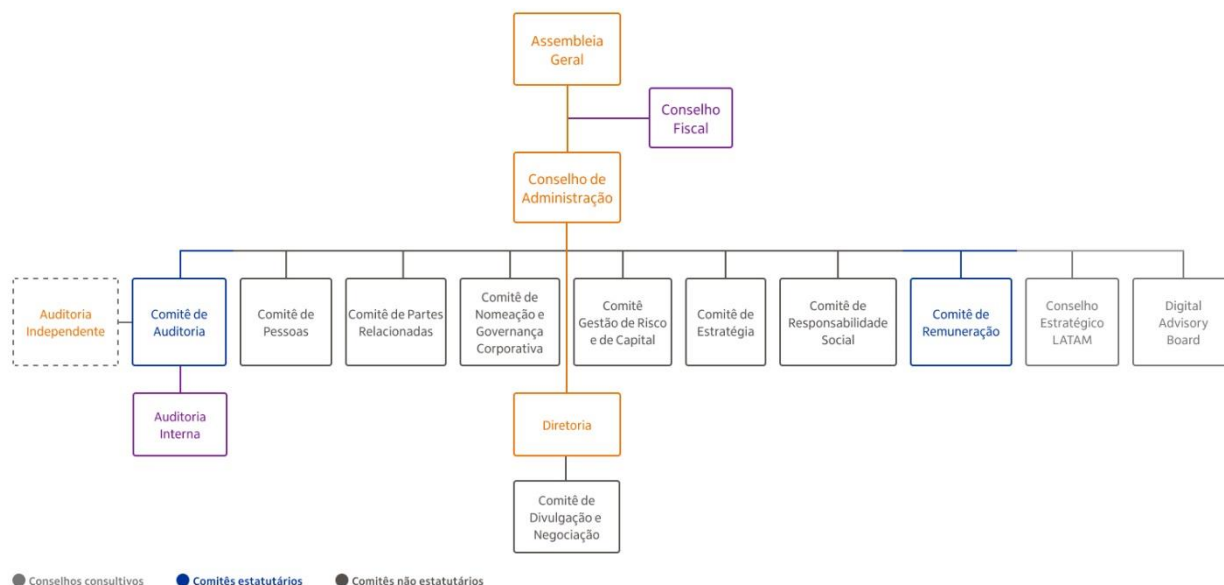 Assembleia
Geral
Conselho
Fiscal
Conselho de
Administração
Auditoria
Independente
Comitê de
Auditoria
Comitê de
Pessoas
Comitê de Partes
Relacionadas
Comitê de
Nomeação e
Governança
Corporativa
Comitê
Gestão de Risco
e de Capital
Comitê de
Estratégia
Comitê de
Responsabilidade
Social
Comitê de
Remuneração
Conselho
Estratégico
LATAM
Digital
Advisory
Board
Auditoria
Interna
Diretoria
Comitê de
Divulgação e
Negociação
Conselhos consultivos
Comitês estatutários
Comitês não estatutários